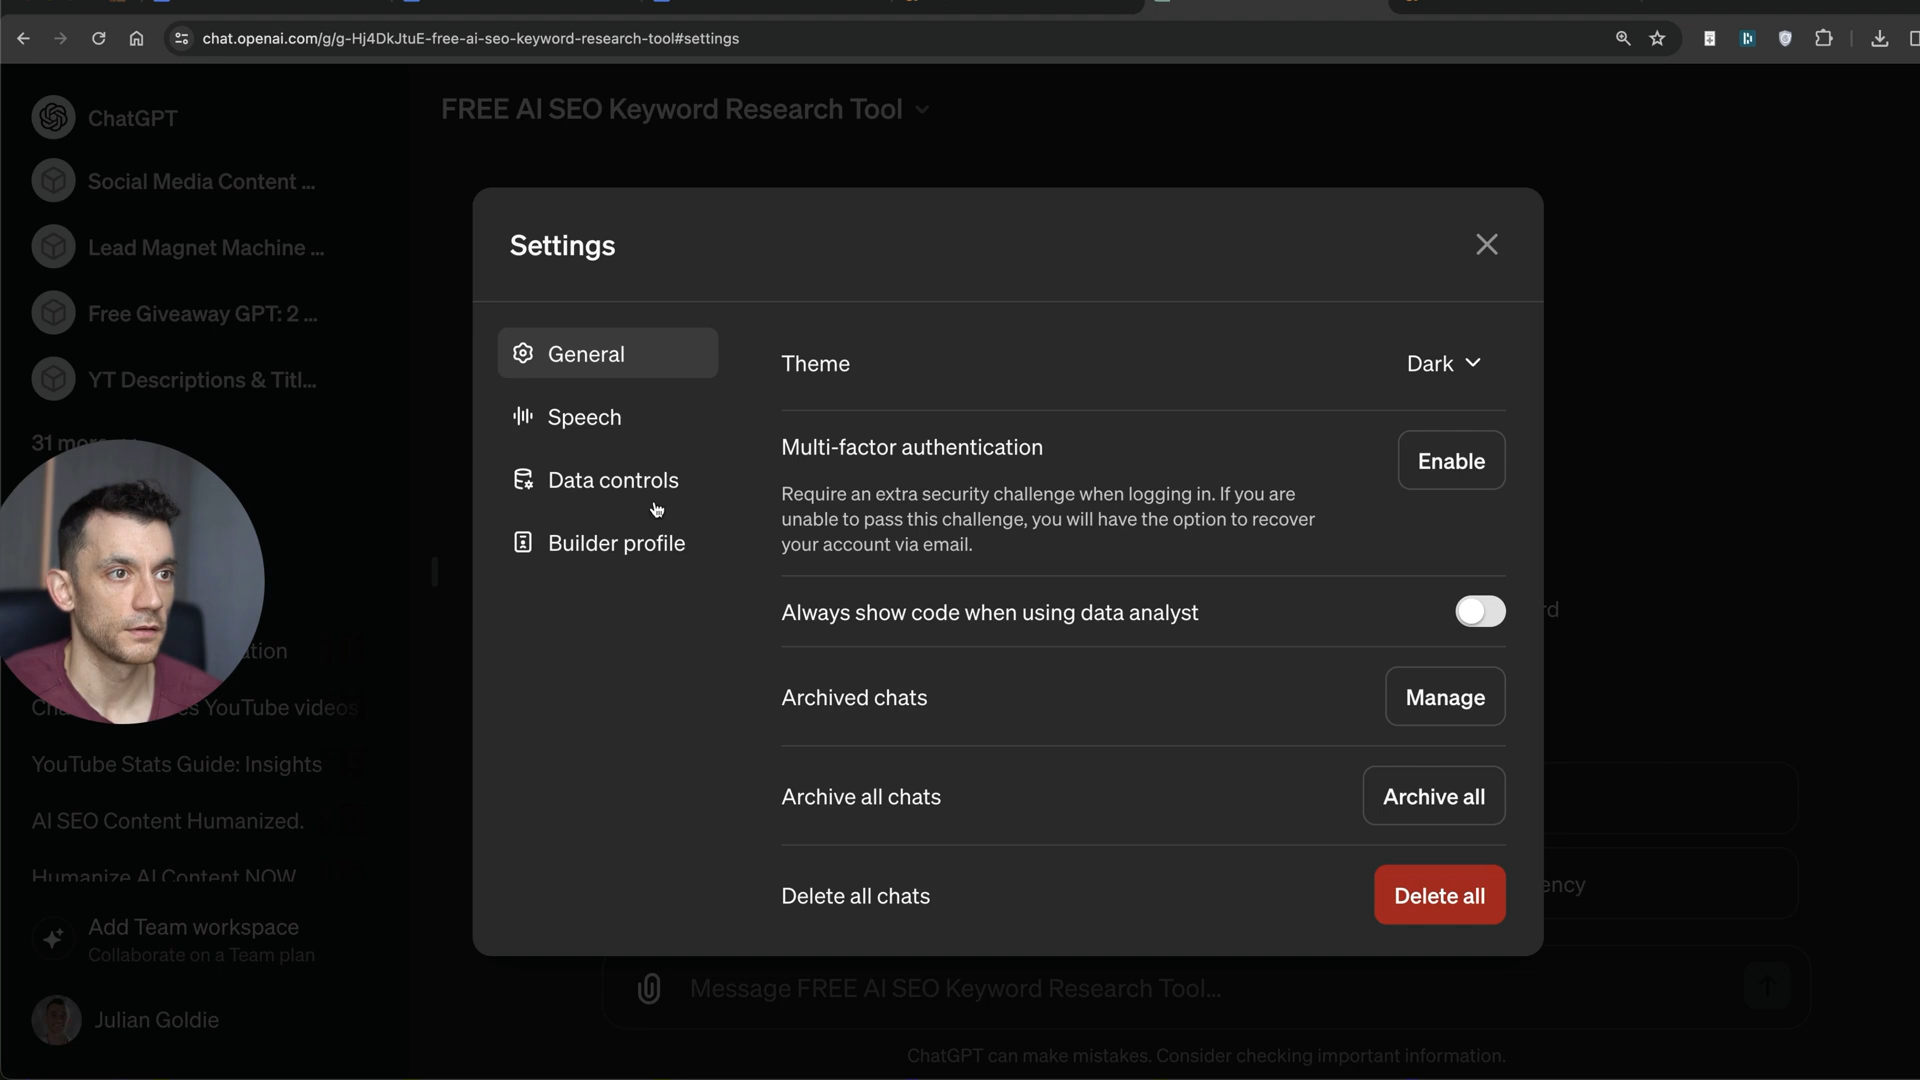 chat.openai.com/g/g-Hj4DkJtuE-free-ai-seo-keyword-research-tool#settings
ChatGPT
FREE AI SEO Keyword Research Tool
Social Media Content ...
Lead Magnet Machine ...
Free Giveaway GPT: 2 ...
YT Descriptions & Titl...
31 more
Settings
General
Speech
Data controls
Builder profile
Theme
Dark
Multi-factor authentication
Enable
Require an extra security challenge when logging in. If you are
unable to pass this challenge, you will have the option to recover
your account via email.
Always show code when using data analyst
Archived chats
Manage
Archive all chats
Archive all
Delete all chats
Delete all
YouTube videos
YouTube Stats Guide: Insights
AI SEO Content Humanized.
Humanize AI Content NOW
Add Team workspace
Collaborate on a Team plan
Julian Goldie
Message FREE AI SEO Keyword Research Tool...
ChatGPT can make mistakes. Consider checking important information.